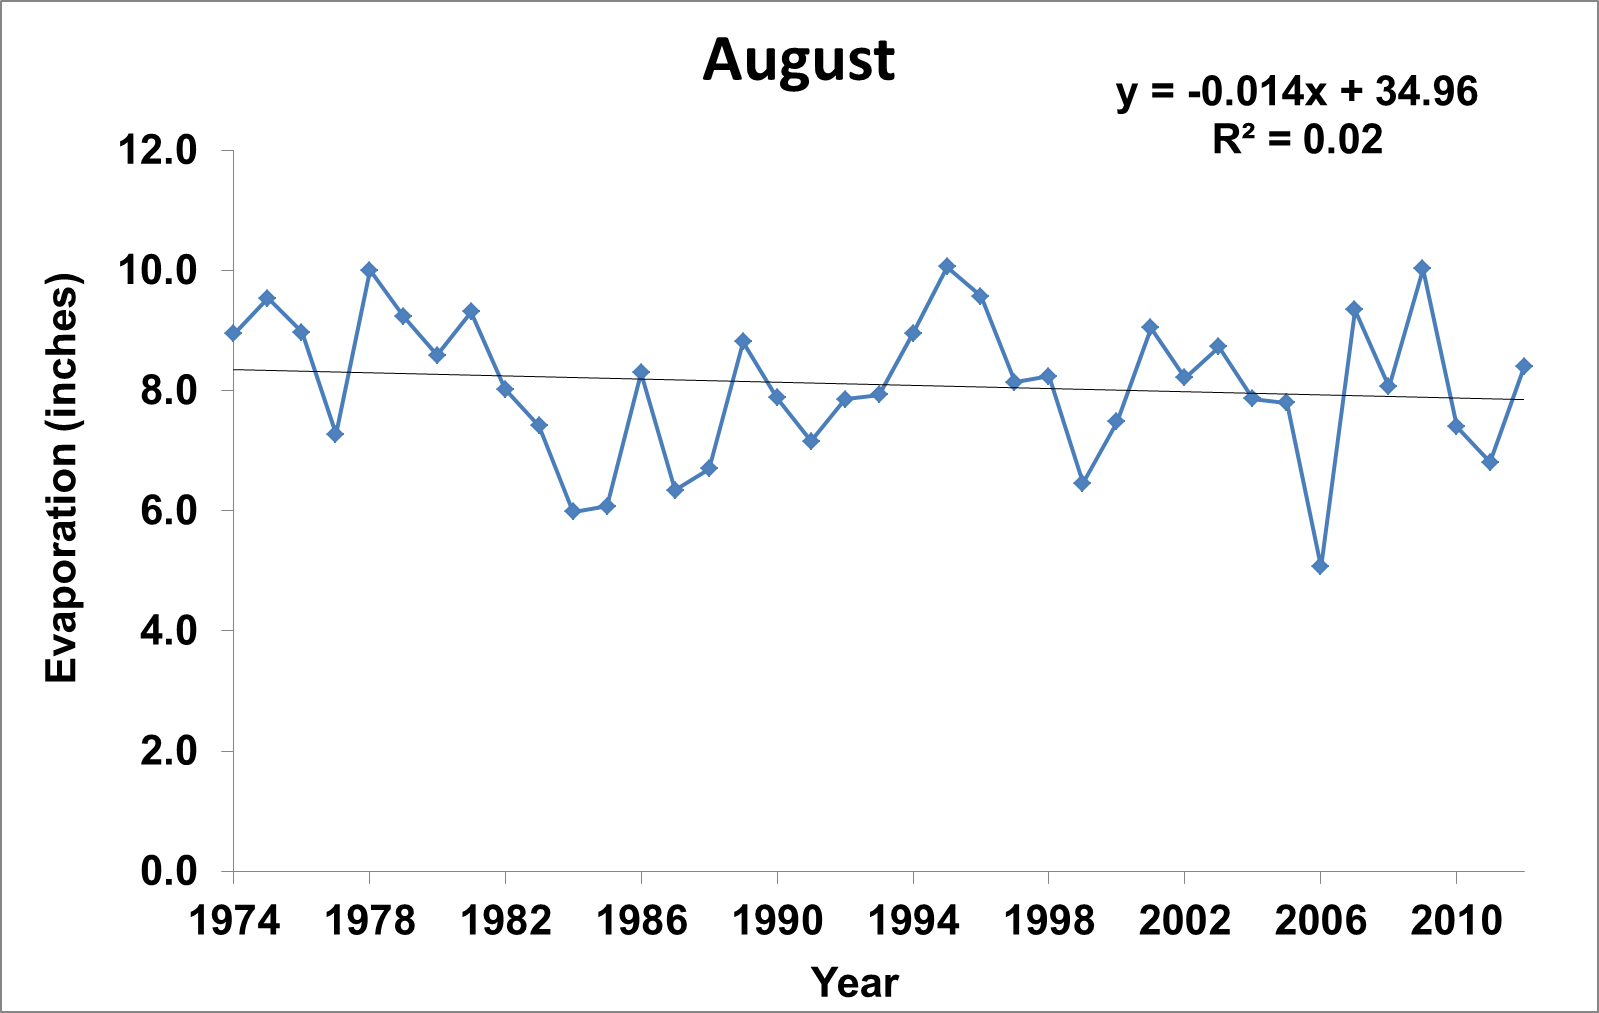 August
y = -0.014x + 34.96
R² = 0.02
12.0
10.0
8.0
6.0
4.0
2.0
0.0
Evaporation (inches)
1974 1978 1982 1986 1990 1994 1998 2002 2006 2010
Year